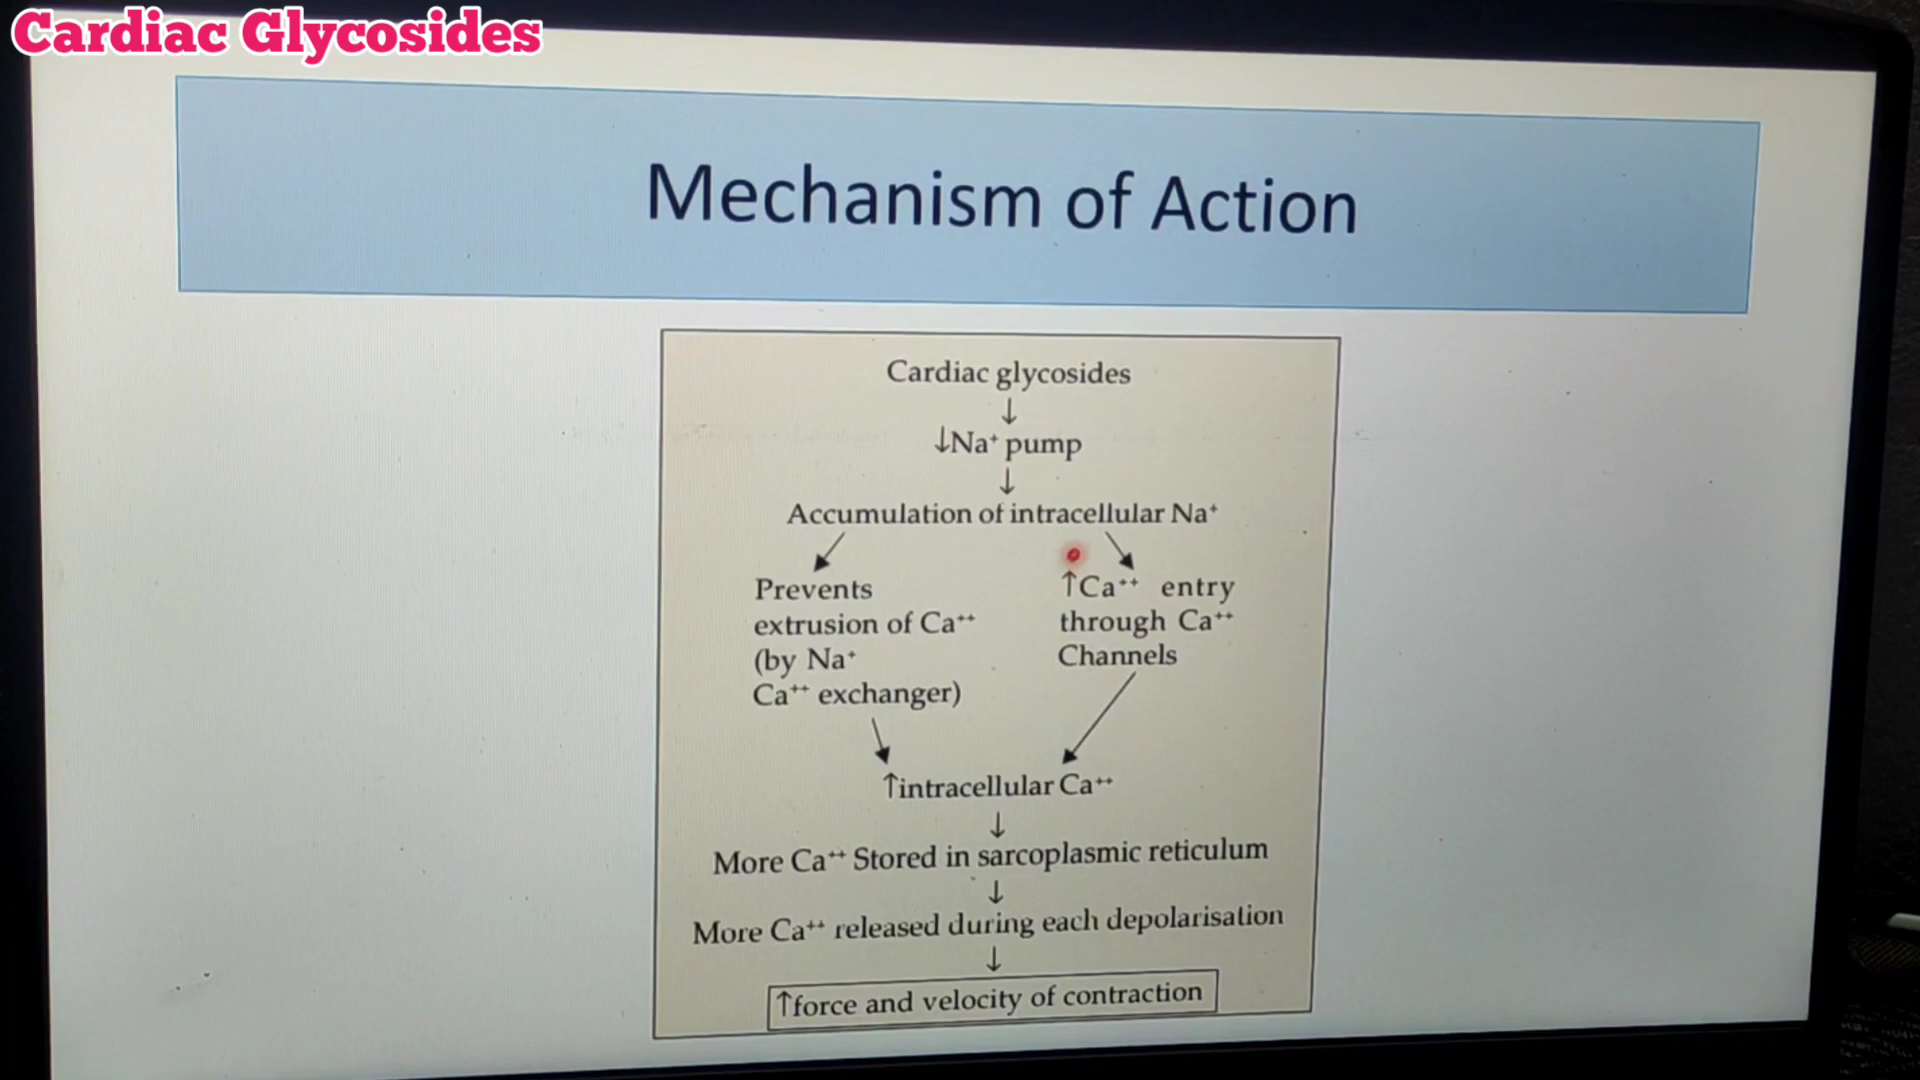 Cardiac Glycosides
Mechanism of Action
Cardiac glycosides
↓
↓Na⁺ pump
↓
Accumulation of intracellular Na⁺
Prevents
extrusion of Ca⁺⁺
(by Na⁺
Ca⁺⁺ exchanger)
↑Ca⁺⁺ entry
through Ca⁺⁺
Channels
↑intracellular Ca⁺⁺
↓
More Ca⁺⁺ Stored in sarcoplasmic reticulum
↓
More Ca⁺⁺ released during each depolarisation
↓
↑force and velocity of contraction